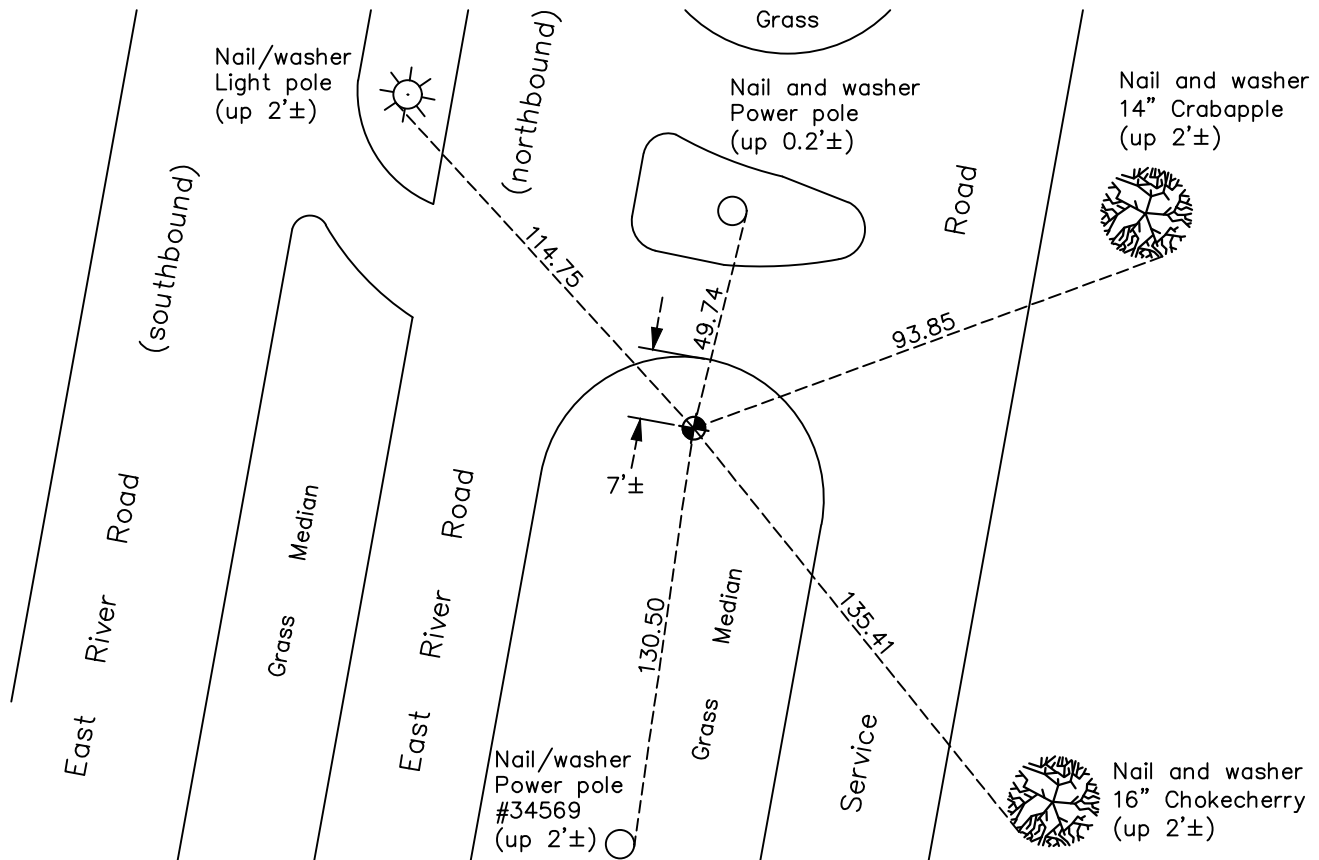 Grass
Nail/washer
Light pole
(up 2'±)
(northbound)
Nail and washer
Power pole
(up 0.2'±)
Nail and washer
14" Crabapple
(up 2'±)
(southbound)
Road
114.75
49.74
93.85
7'±
East River Road
Grass Median
East River Road
130.50
Grass Median
135.41
Service
Nail/washer
Power pole
#34569
(up 2'±)
Nail and washer
16" Chokecherry
(up 2'±)